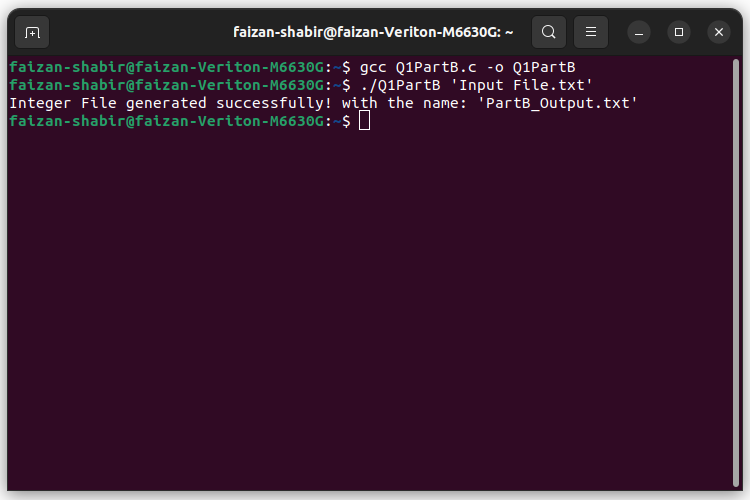 faizan-shabir@faizan-Veriton-M6630G: ~
faizan-shabir@faizan-Veriton-M6630G:~$ gcc Q1PartB.c -o Q1PartB
faizan-shabir@faizan-Veriton-M6630G:~$ ./Q1PartB 'Input File.txt'
Integer File generated successfully! with the name: 'PartB_Output.txt'
faizan-shabir@faizan-Veriton-M6630G:~$